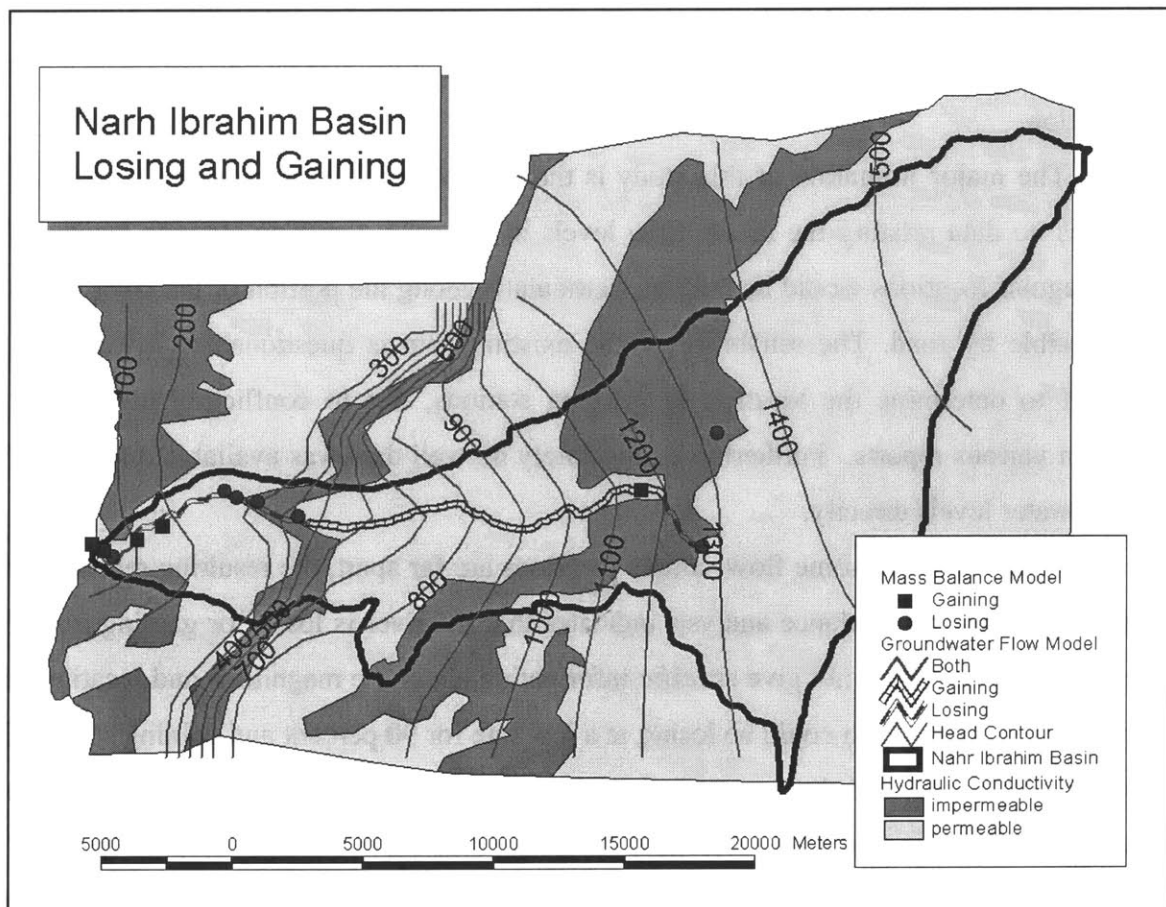 Narh Ibrahim Basin
Losing and Gaining
1500
200
100
300
600
900
1200
1400
1300
1100
1000
800
400
500
700
Mass Balance Model
Gaining
Losing
Groundwater Flow Model
Both
Gaining
Losing
Head Contour
Nahr Ibrahim Basin
Hydraulic Conductivity
impermeable
permeable
5000 0 5000 10000 15000 20000 Meters